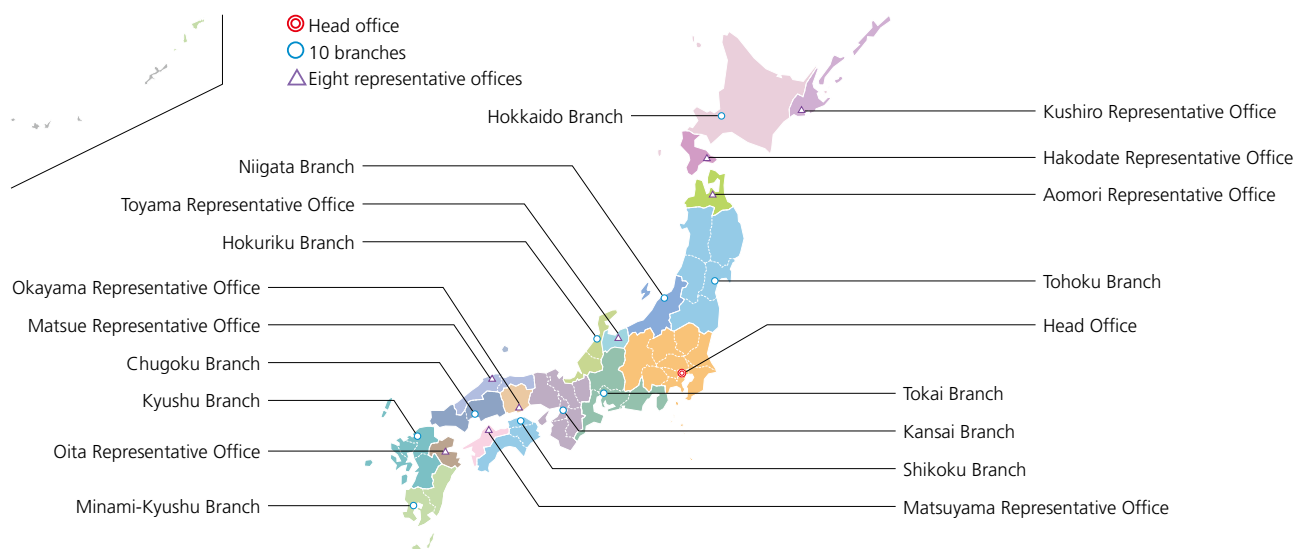 Head office
10 branches
Eight representative offices
Hokkaido Branch
Niigata Branch
Toyama Representative Office
Hokuriku Branch
Okayama Representative Office
Matsue Representative Office
Chugoku Branch
Kyushu Branch
Oita Representative Office
Minami-Kyushu Branch
Kushiro Representative Office
Hakodate Representative Office
Aomori Representative Office
Tohoku Branch
Head Office
Tokai Branch
Kansai Branch
Shikoku Branch
Matsuyama Representative Office